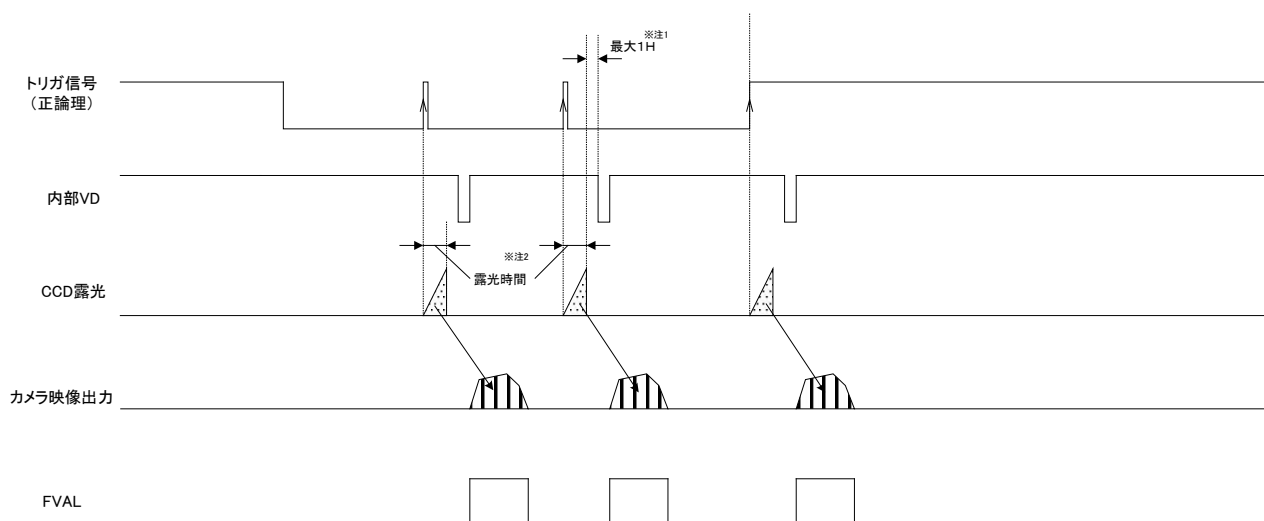 ※注1
最大1H
トリガ信号
（正論理）
内部VD
※注2
露光時間
CCD露光
カメラ映像出力
FVAL